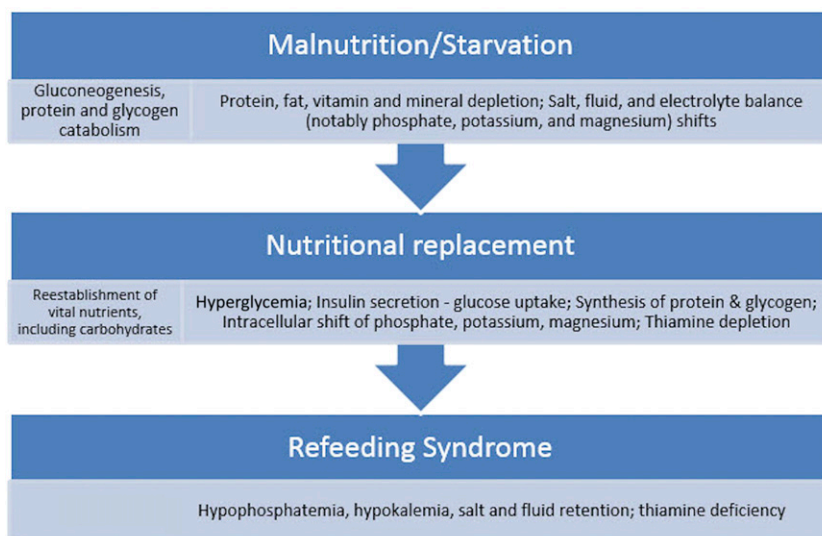 Malnutrition/Starvation
Gluconeogenesis,
protein and glycogen
catabolism
Protein, fat, vitamin and mineral depletion; Salt, fluid, and electrolyte balance
(notably phosphate, potassium, and magnesium) shifts
Nutritional replacement
Reestablishment of
vital nutrients,
including carbohydrates
Hyperglycemia; Insulin secretion - glucose uptake; Synthesis of protein & glycogen;
Intracellular shift of phosphate, potassium, magnesium; Thiamine depletion
Refeeding Syndrome
Hypophosphatemia, hypokalemia, salt and fluid retention; thiamine deficiency